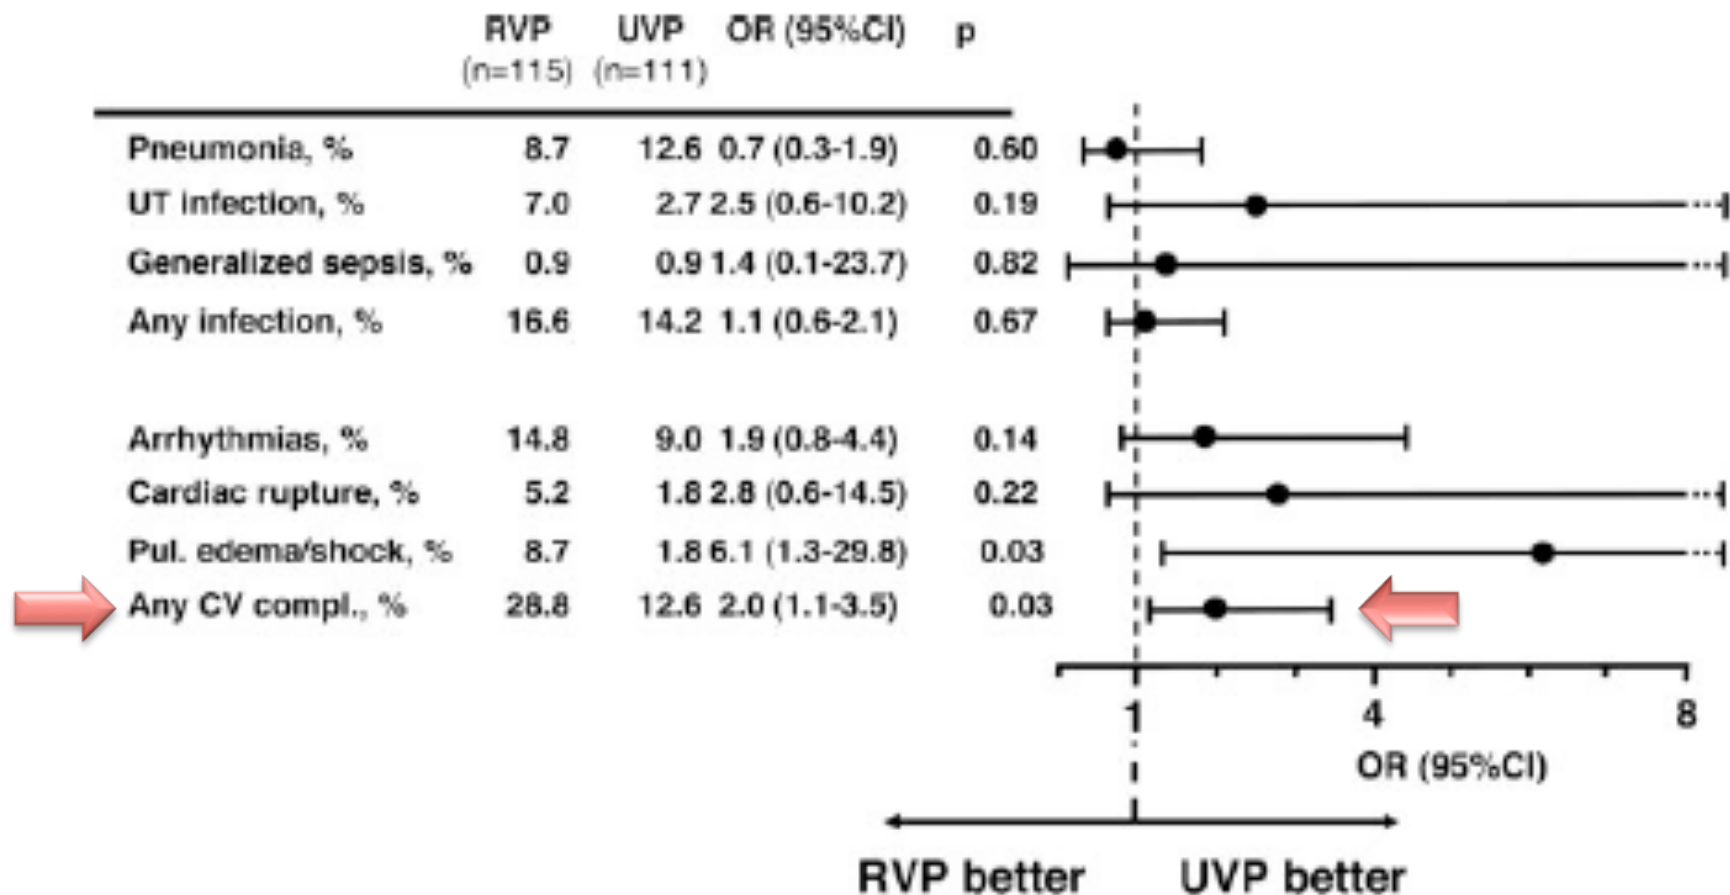 RVP UVP OR (95%CI) p
(n=115) (n=111)
Pneumonia, % 8.7 12.6 0.7 (0.3-1.9) 0.60
UT infection, % 7.0 2.7 2.5 (0.6-10.2) 0.19
Generalized sepsis, % 0.9 0.9 1.4 (0.1-23.7) 0.82
Any infection, % 16.6 14.2 1.1 (0.6-2.1) 0.67
Arrhythmias, % 14.8 9.0 1.9 (0.8-4.4) 0.14
Cardiac rupture, % 5.2 1.8 2.8 (0.6-14.5) 0.22
Pul. edema/shock, % 8.7 1.8 6.1 (1.3-29.8) 0.03
Any CV compl., % 28.8 12.6 2.0 (1.1-3.5) 0.03
1 4 8
OR (95%CI)
RVP better UVP better